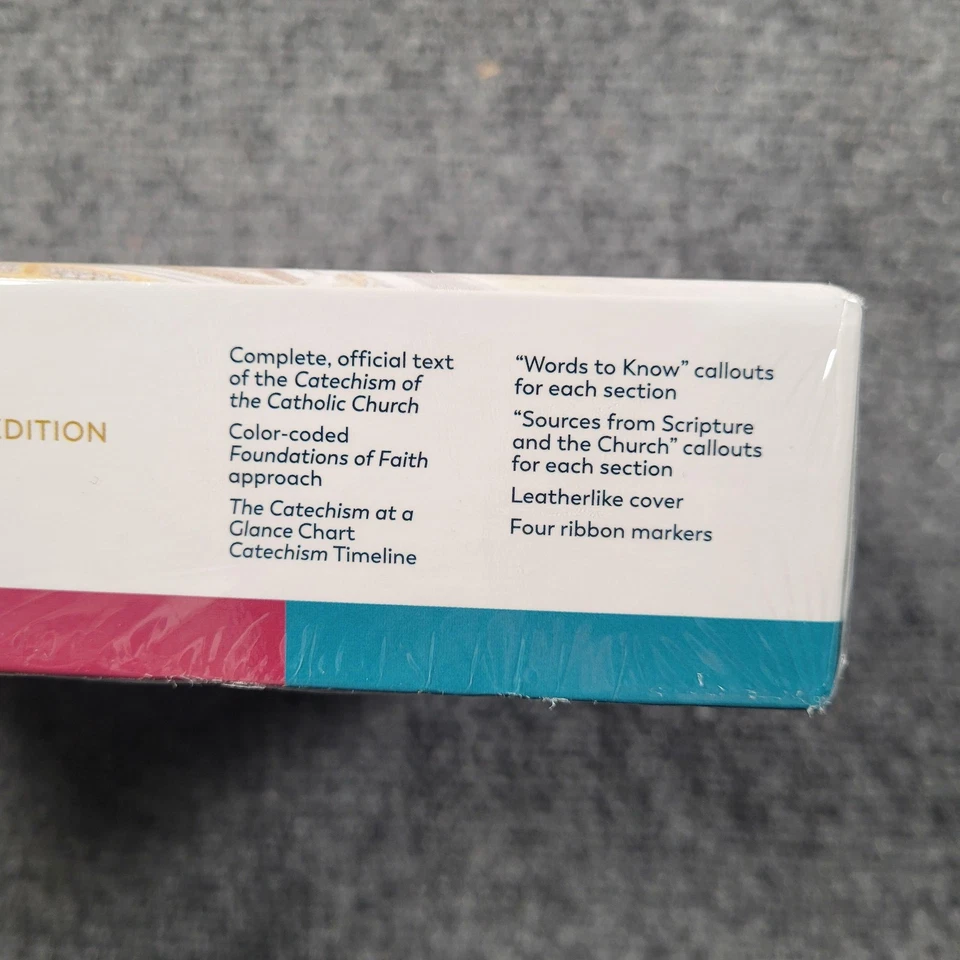 EDITION
Complete, official text
of the Catechism of
the Catholic Church
Color-coded
Foundations of Faith
approach
The Catechism at a
Glance Chart
Catechism Timeline
“Words to Know” callouts
for each section
“Sources from Scripture
and the Church” callouts
for each section
Leatherlike cover
Four ribbon markers